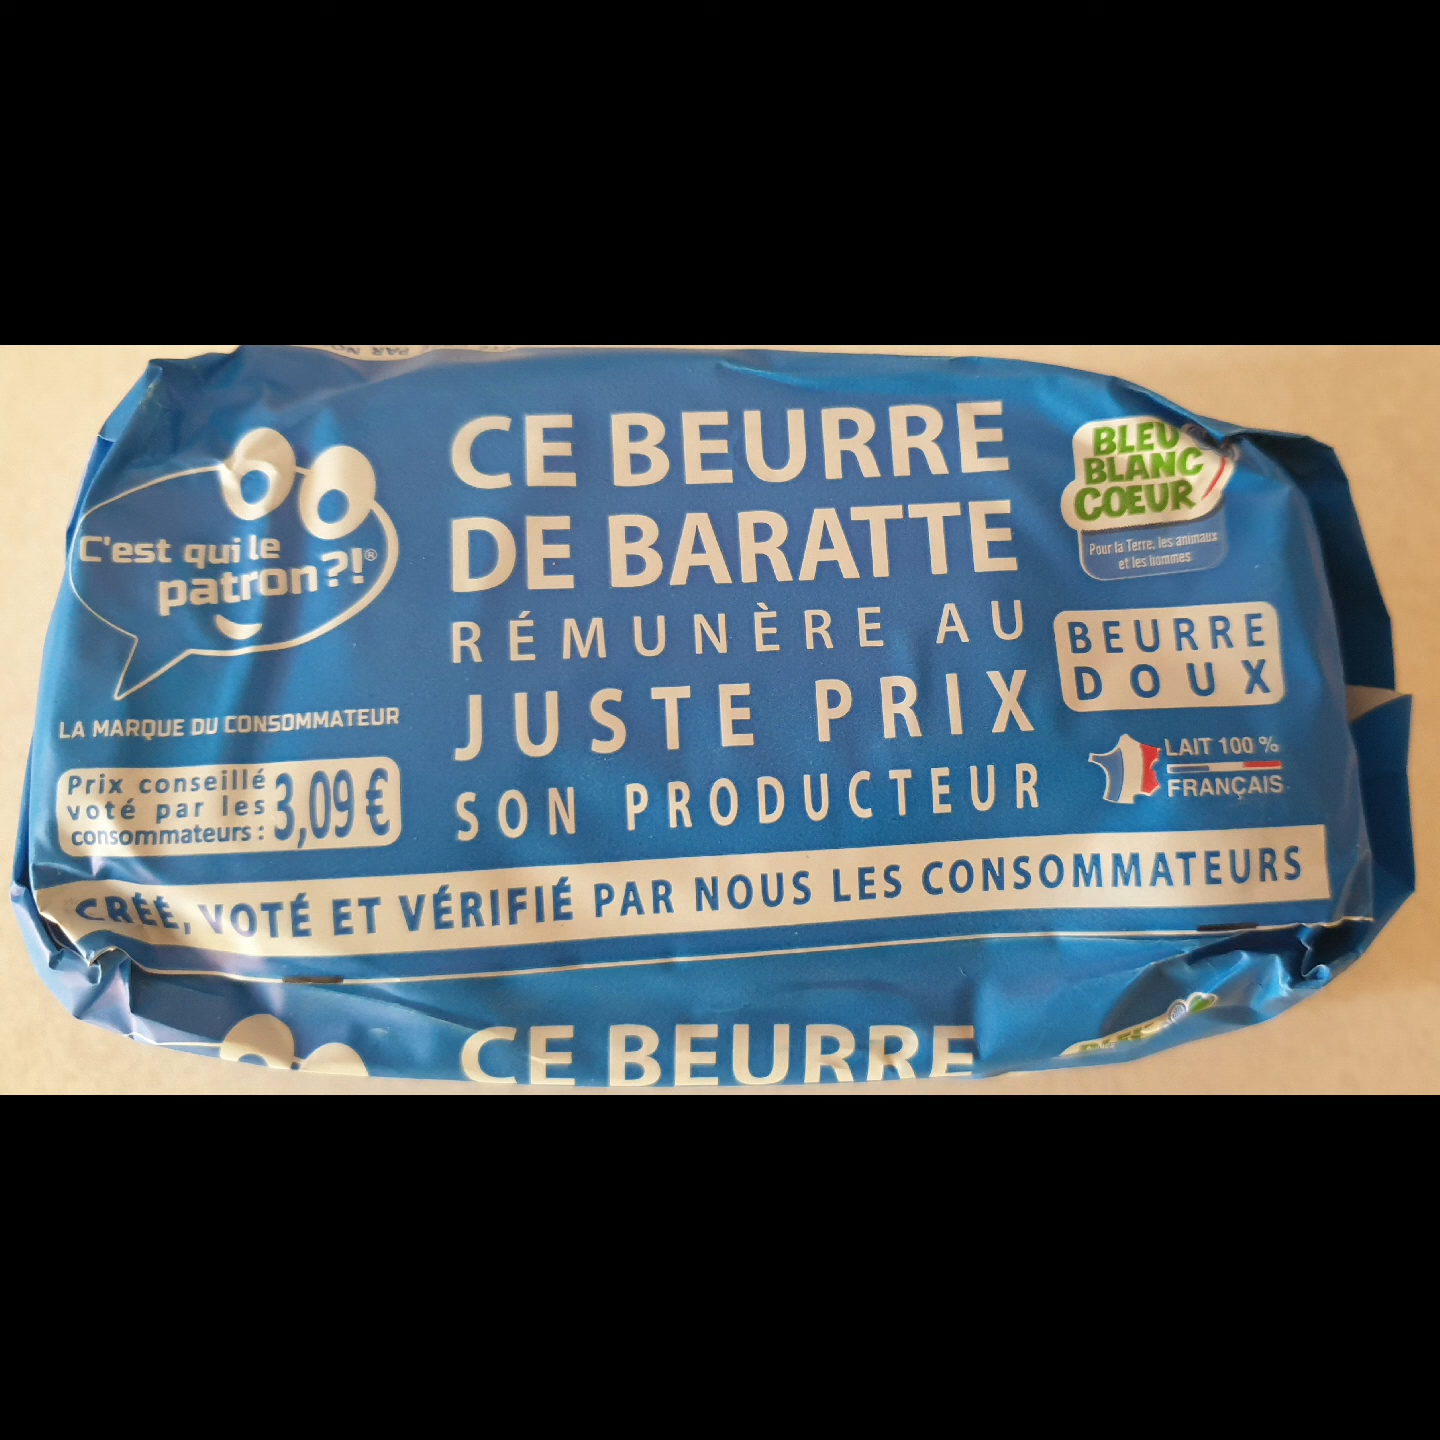 C'est qui le
patron?!®
LA MARQUE DU CONSOMMATEUR
Prix conseillé
voté par les
consommateurs :
3,09 €
CE BEURRE
DE BARATTE
RÉMUNÈRE AU
JUSTE PRIX
SON PRODUCTEUR
BLEU
BLANC
COEUR
Pour la Terre, les animaux
et les hommes
BEURRE
DOUX
LAIT 100 %
FRANÇAIS
CRÉÉ, VOTÉ ET VÉRIFIÉ PAR NOUS LES CONSOMMATEURS
CE BEURRE